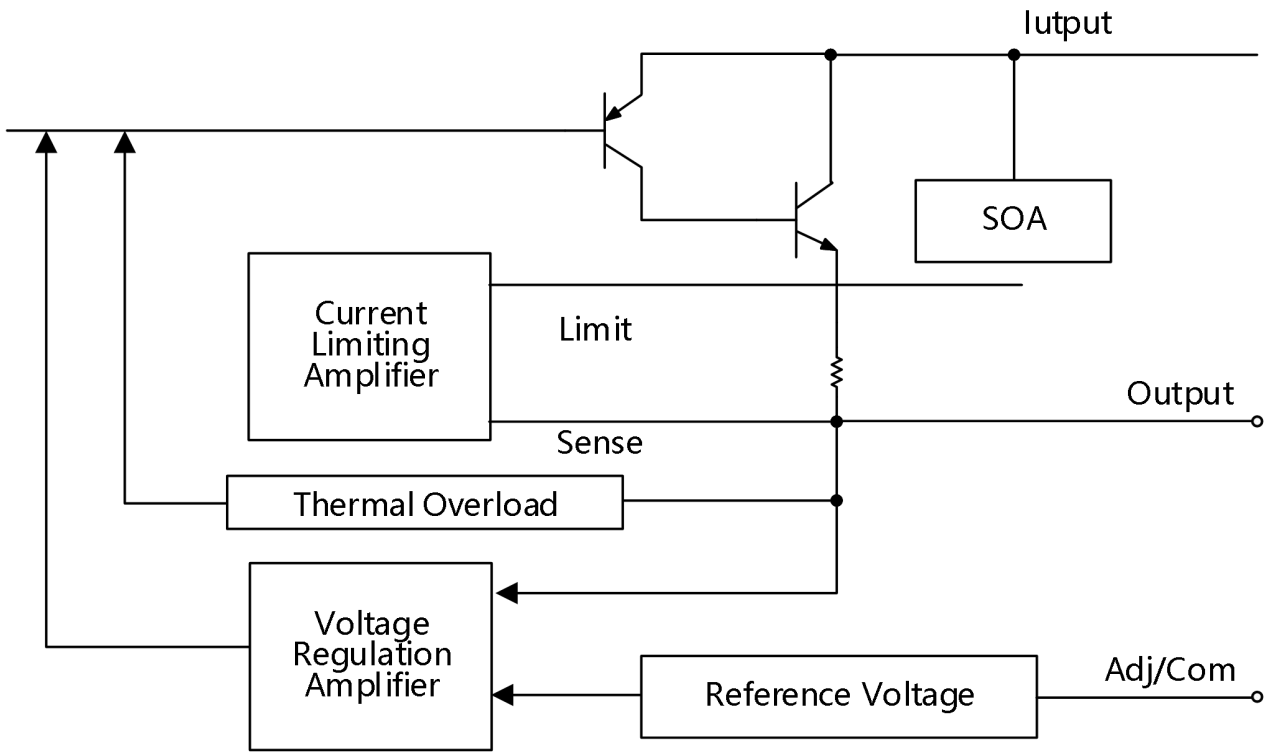 Iutput
SOA
Current
Limiting
Amplifier
Limit
Output
Sense
Thermal Overload
Voltage
Regulation
Amplifier
Reference Voltage
Adj/Com